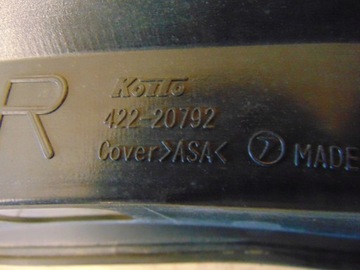 KOITO
R
422-20792
Cover>ASA<
7 MADE